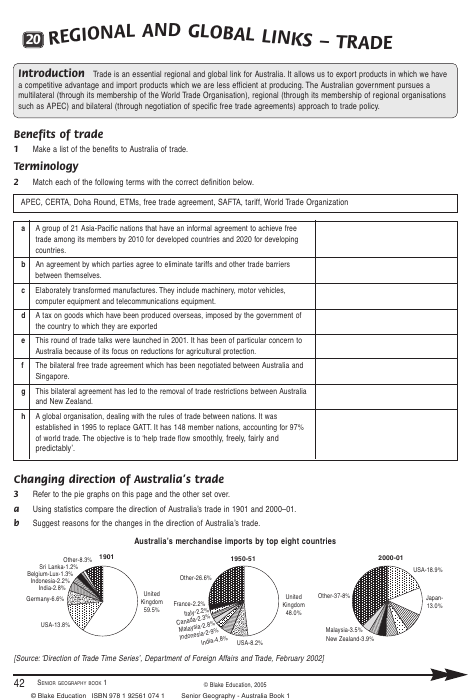 20 REGIONAL AND GLOBAL LINKS – TRADE
Introduction Trade is an essential regional and global link for Australia. It allows us to export products in which we have
a competitive advantage and import products which we are less efficient at producing. The Australian government pursues a
multilateral (through its membership of the World Trade Organisation), regional (through its membership of regional organisations
such as APEC) and bilateral (through negotiation of specific free trade agreements) approach to trade policy.
Benefits of trade
1 Make a list of the benefits to Australia of trade.
Terminology
2 Match each of the following terms with the correct definition below.
APEC, CERTA, Doha Round, ETMs, free trade agreement, SAFTA, tariff, World Trade Organization
a A group of 21 Asia-Pacific nations that have an informal agreement to achieve free
trade among its members by 2010 for developed countries and 2020 for developing
countries.
b An agreement by which parties agree to eliminate tariffs and other trade barriers
between themselves.
c Elaborately transformed manufactures. They include machinery, motor vehicles,
computer equipment and telecommunications equipment.
d A tax on goods which have been produced overseas, imposed by the government of
the country to which they are exported
e This round of trade talks were launched in 2001. It has been of particular concern to
Australia because of its focus on reductions for agricultural protection.
f The bilateral free trade agreement which has been negotiated between Australia and
Singapore.
g This bilateral agreement has led to the removal of trade restrictions between Australia
and New Zealand.
h A global organisation, dealing with the rules of trade between nations. It was
established in 1995 to replace GATT. It has 148 member nations, accounting for 97%
of world trade. The objective is to 'help trade flow smoothly, freely, fairly and
predictably'.
Changing direction of Australia's trade
3 Refer to the pie graphs on this page and the other set over.
a Using statistics compare the direction of Australia's trade in 1901 and 2000–01.
b Suggest reasons for the changes in the direction of Australia's trade.
Australia's merchandise imports by top eight countries
1901
Other-8.3%
Sri Lanka-1.2%
Belgium-Lux-1.3%
Indonesia-2.2%
India-2.8%
Germany-6.6%
USA-13.8%
United
Kingdom
59.5%
1950-51
Other-26.6%
France-2.2%
Italy-2.2%
Canada-2.3%
Malaysia-2.8%
Indonesia-2.9%
India-4.8%
USA-8.2%
United
Kingdom
48.0%
2000-01
USA-18.9%
Other-37.8%
Japan-
13.0%
Malaysia-3.5%
New Zealand-3.9%
[Source: 'Direction of Trade Time Series', Department of Foreign Affairs and Trade, February 2002]
42 SENIOR GEOGRAPHY BOOK 1
© Blake Education, 2005
© Blake Education ISBN 978 1 92561 074 1 Senior Geography - Australia Book 1